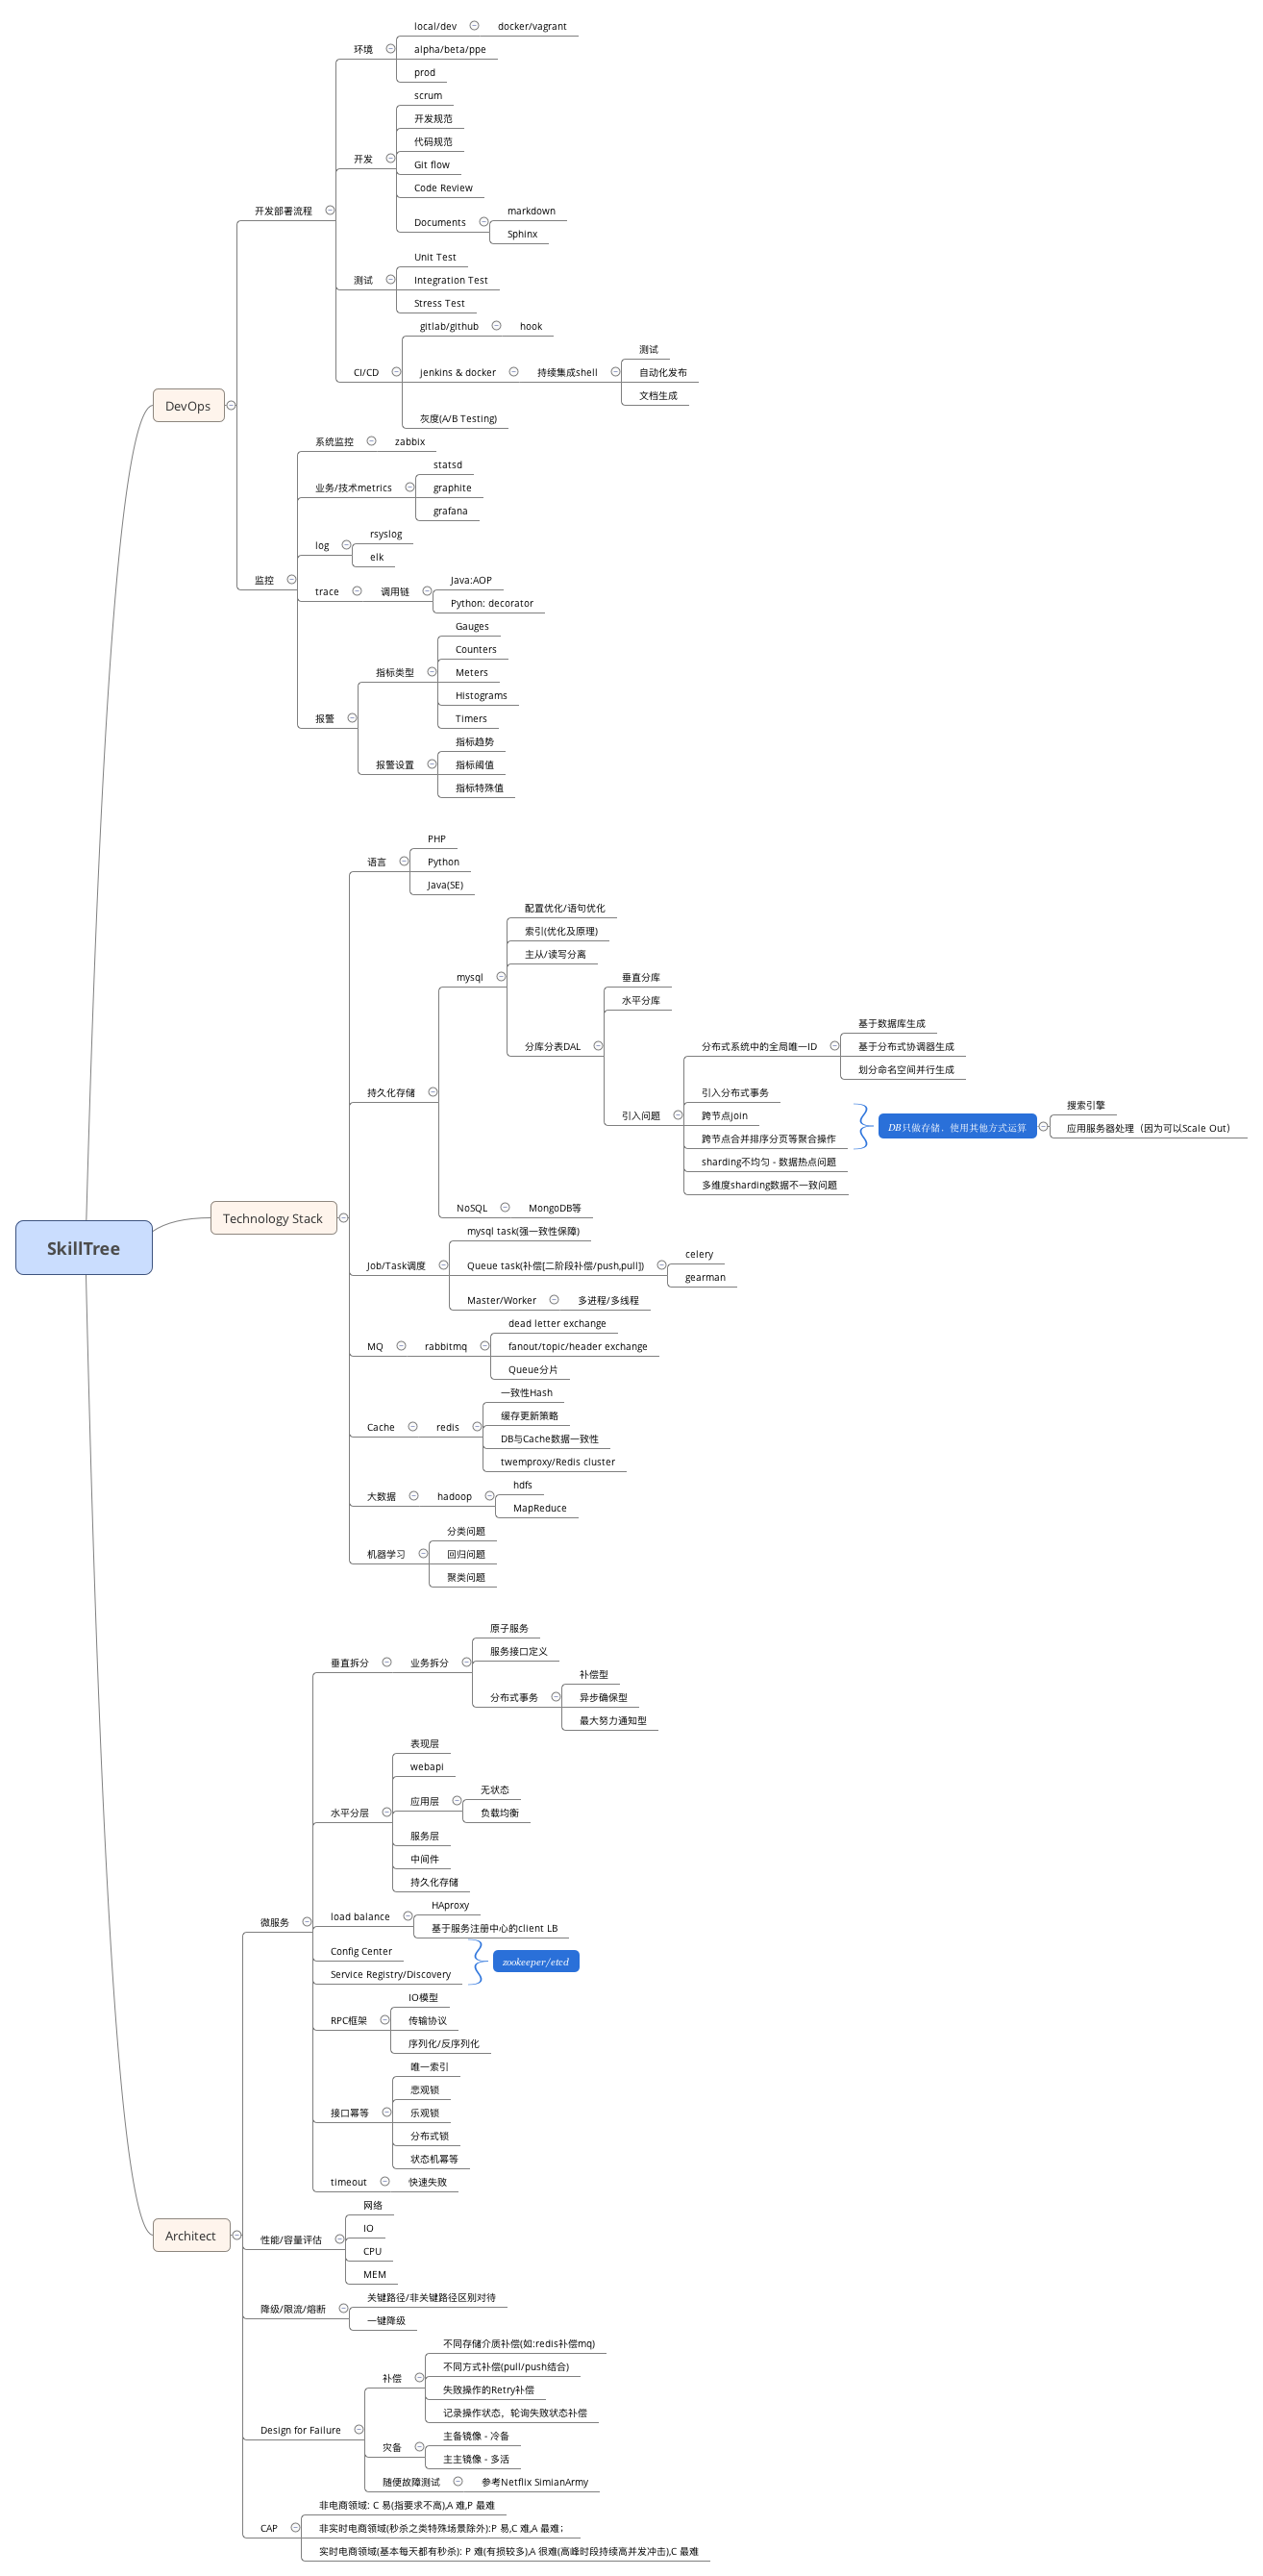 SkillTree
DevOps
开发部署流程
环境
local/dev
docker/vagrant
alpha/beta/ppe
prod
开发
scrum
开发规范
代码规范
Git flow
Code Review
Documents
markdown
Sphinx
测试
Unit Test
Integration Test
Stress Test
CI/CD
gitlab/github
hook
jenkins & docker
持续集成shell
测试
自动化发布
文档生成
灰度(A/B Testing)
监控
系统监控
zabbix
业务/技术metrics
statsd
graphite
grafana
log
rsyslog
elk
trace
调用链
Java:AOP
Python: decorator
报警
指标类型
Gauges
Counters
Meters
Histograms
Timers
报警设置
指标趋势
指标阈值
指标特殊值
Technology Stack
语言
PHP
Python
Java(SE)
持久化存储
mysql
配置优化/语句优化
索引(优化及原理)
主从/读写分离
分库分表DAL
垂直分库
水平分库
引入问题
分布式系统中的全局唯一ID
基于数据库生成
基于分布式协调器生成
划分命名空间并行生成
引入分布式事务
跨节点join
跨节点合并排序分页等聚合操作
DB只做存储，使用其他方式运算
搜索引擎
应用服务器处理（因为可以Scale Out）
sharding不均匀 - 数据热点问题
多维度sharding数据不一致问题
NoSQL
MongoDB等
Job/Task调度
mysql task(强一致性保障)
Queue task(补偿[二阶段补偿/push,pull])
celery
gearman
Master/Worker
多进程/多线程
MQ
rabbitmq
dead letter exchange
fanout/topic/header exchange
Queue分片
Cache
redis
一致性Hash
缓存更新策略
DB与Cache数据一致性
twemproxy/Redis cluster
大数据
hadoop
hdfs
MapReduce
机器学习
分类问题
回归问题
聚类问题
Architect
微服务
垂直拆分
业务拆分
原子服务
服务接口定义
分布式事务
补偿型
异步确保型
最大努力通知型
水平分层
表现层
webapi
应用层
无状态
负载均衡
服务层
中间件
持久化存储
load balance
HAproxy
基于服务注册中心的client LB
Config Center
Service Registry/Discovery
zookeeper/etcd
RPC框架
IO模型
传输协议
序列化/反序列化
接口幂等
唯一索引
悲观锁
乐观锁
分布式锁
状态机幂等
timeout
快速失败
性能/容量评估
网络
IO
CPU
MEM
降级/限流/熔断
关键路径/非关键路径区别对待
一键降级
Design for Failure
补偿
不同存储介质补偿(如:redis补偿mq)
不同方式补偿(pull/push结合)
失败操作的Retry补偿
记录操作状态，轮询失败状态补偿
灾备
主备镜像 - 冷备
主主镜像 - 多活
随便故障测试
参考Netflix SimianArmy
CAP
非电商领域: C 易(指要求不高),A 难,P 最难
非实时电商领域(秒杀之类特殊场景除外):P 易,C 难,A 最难；
实时电商领域(基本每天都有秒杀): P 难(有损较多),A 很难(高峰时段持续高并发冲击),C 最难